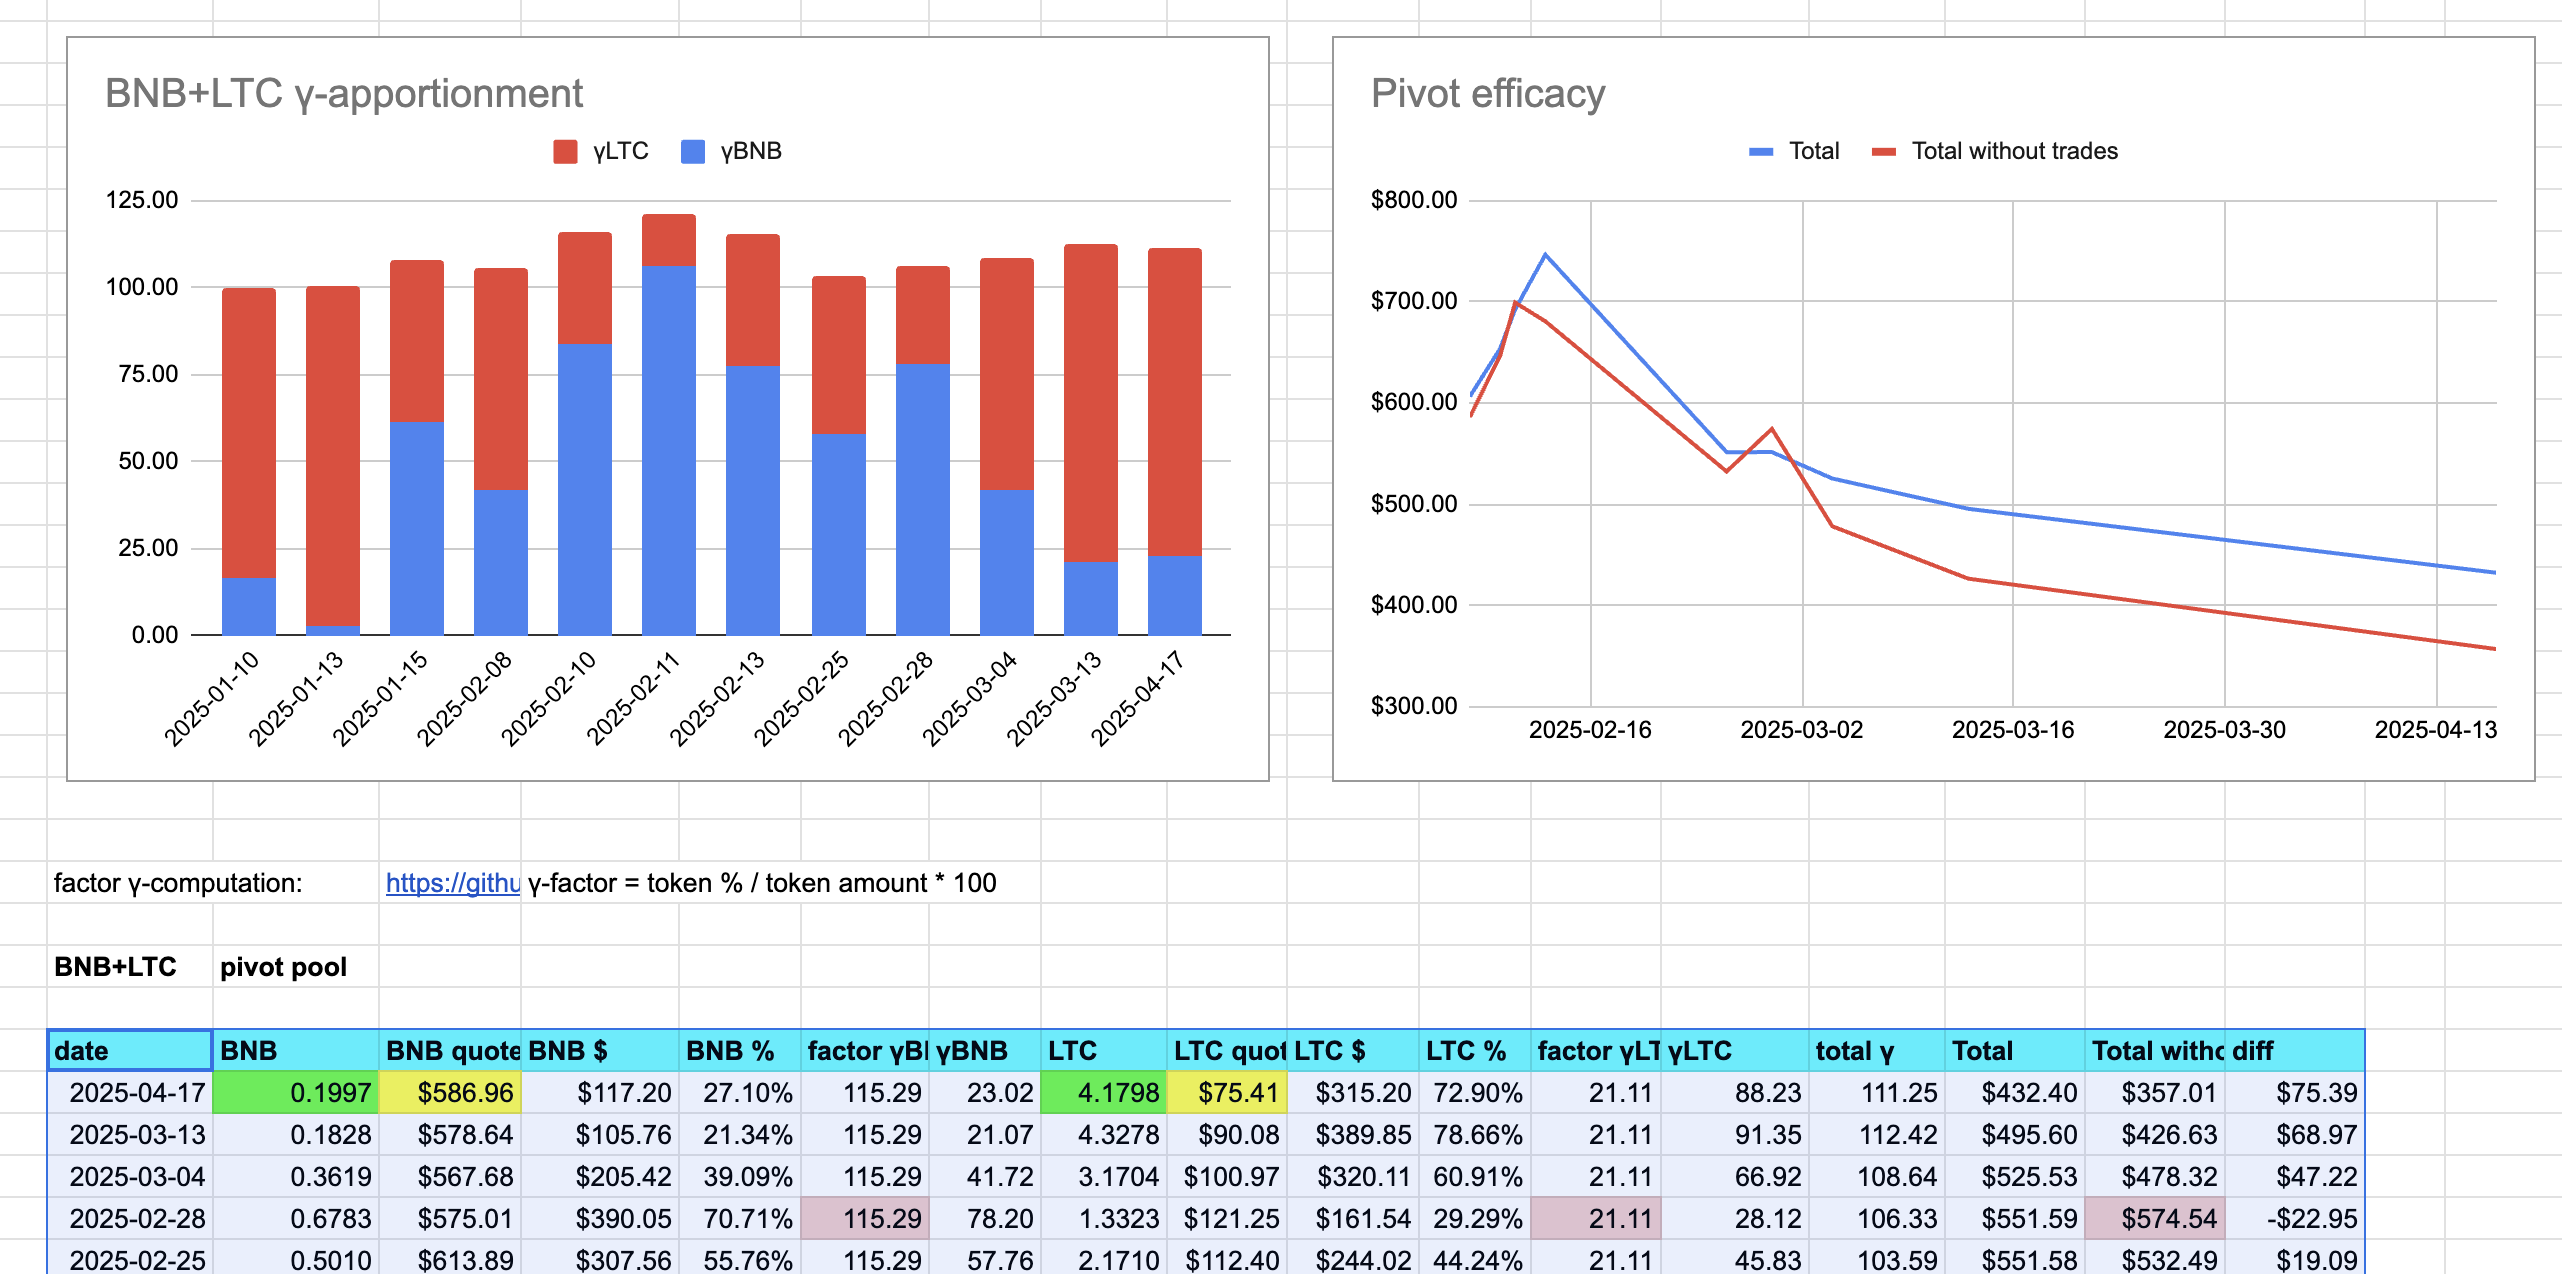 BNB+LTC γ-apportionment
γLTC γBNB
125.00
100.00
75.00
50.00
25.00
0.00
2025-01-10 2025-01-13 2025-01-15 2025-02-08 2025-02-10 2025-02-11 2025-02-13 2025-02-25 2025-02-28 2025-03-04 2025-03-13 2025-04-17
Pivot efficacy
Total Total without trades
$800.00
$700.00
$600.00
$500.00
$400.00
$300.00
2025-02-16 2025-03-02 2025-03-16 2025-03-30 2025-04-13
factor γ-computation: https://githu γ-factor = token % / token amount * 100
BNB+LTC pivot pool
date BNB BNB quote BNB $ BNB % factor γB γBNB LTC LTC quot LTC $ LTC % factor γLT γLTC total γ Total Total witho diff
2025-04-17 0.1997 $586.96 $117.20 27.10% 115.29 23.02 4.1798 $75.41 $315.20 72.90% 21.11 88.23 111.25 $432.40 $357.01 $75.39
2025-03-13 0.1828 $578.64 $105.76 21.34% 115.29 21.07 4.3278 $90.08 $389.85 78.66% 21.11 91.35 112.42 $495.60 $426.63 $68.97
2025-03-04 0.3619 $567.68 $205.42 39.09% 115.29 41.72 3.1704 $100.97 $320.11 60.91% 21.11 66.92 108.64 $525.53 $478.32 $47.22
2025-02-28 0.6783 $575.01 $390.05 70.71% 115.29 78.20 1.3323 $121.25 $161.54 29.29% 21.11 28.12 106.33 $551.59 $574.54 -$22.95
2025-02-25 0.5010 $613.89 $307.56 55.76% 115.29 57.76 2.1710 $112.40 $244.02 44.24% 21.11 45.83 103.59 $551.58 $532.49 $19.09